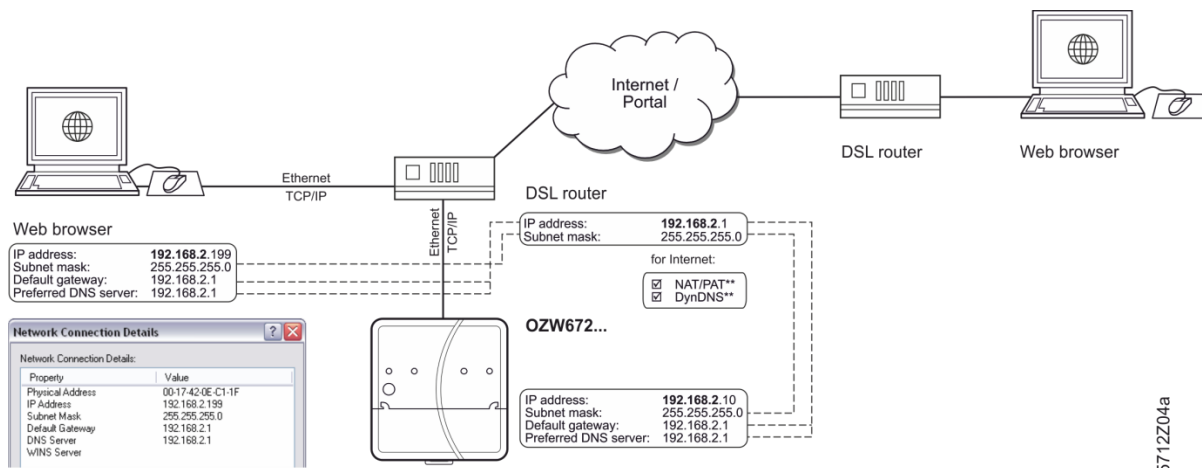 Internet /
Portal
DSL router
Web browser
Ethernet
TCP/IP
DSL router
Ethernet
TCP/IP
Web browser
IP address: 192.168.2.199
Subnet mask: 255.255.255.0
Default gateway: 192.168.2.1
Preferred DNS server: 192.168.2.1
IP address: 192.168.2.1
Subnet mask: 255.255.255.0
for Internet:
NAT/PAT**
DynDNS**
OZW672...
Network Connection Details
Network Connection Details:
Property Value
Physical Address 00-17-42-0E-C1-1F
IP Address 192.168.2.199
Subnet Mask 255.255.255.0
Default Gateway 192.168.2.1
DNS Server 192.168.2.1
WINS Server
IP address: 192.168.2.10
Subnet mask: 255.255.255.0
Default gateway: 192.168.2.1
Preferred DNS server: 192.168.2.1
5712Z04a